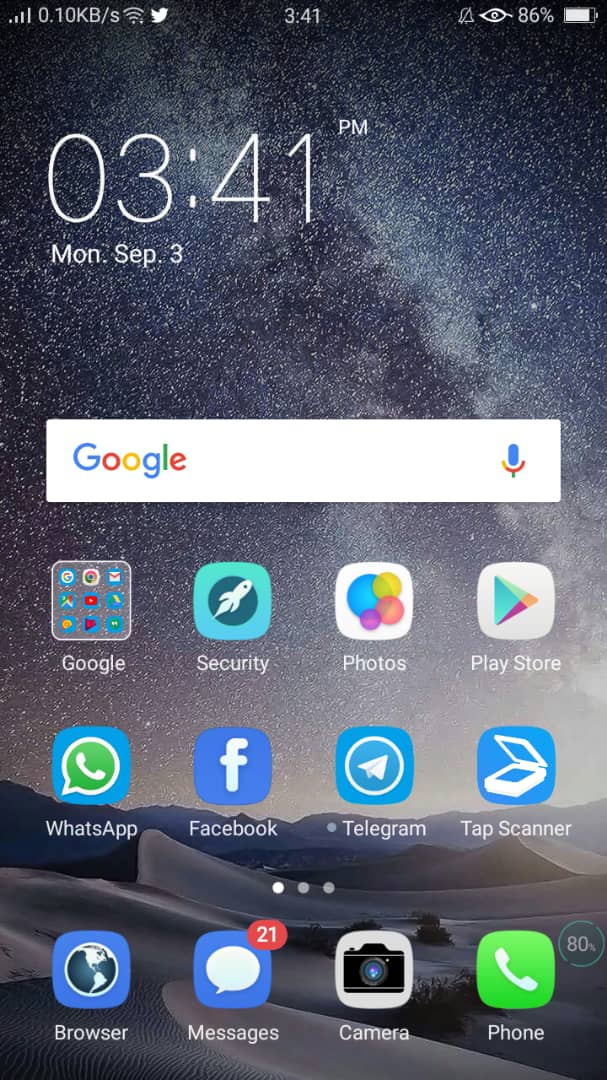 0.10KB/s 3:41 86%
PM
03:41
Mon. Sep. 3
Google
Google Security Photos Play Store
WhatsApp Facebook Telegram Tap Scanner
21
80%
Browser Messages Camera Phone